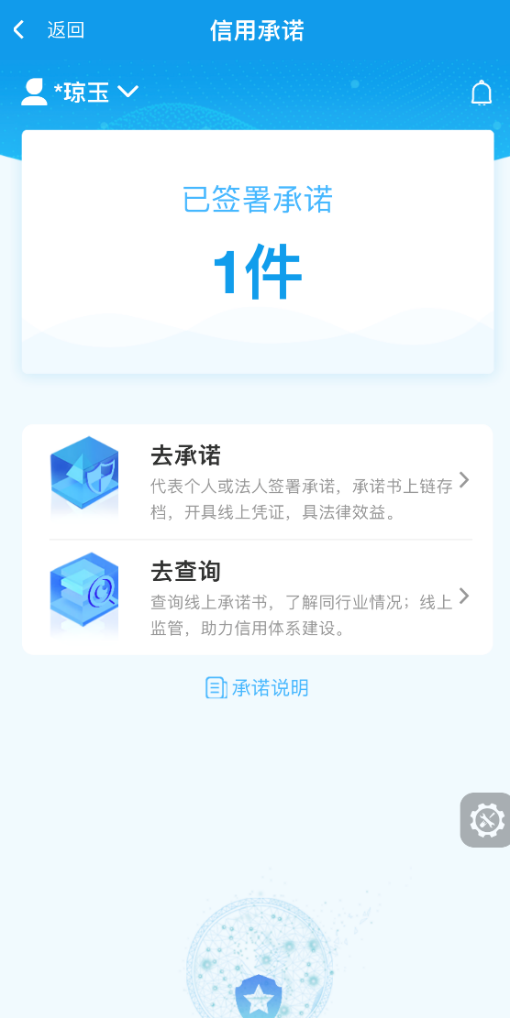 返回
信用承诺
*琼玉
已签署承诺
1件
去承诺
代表个人或法人签署承诺，承诺书上链存
档，开具线上凭证，具法律效益。
去查询
查询线上承诺书，了解同行业情况；线上
监管，助力信用体系建设。
承诺说明